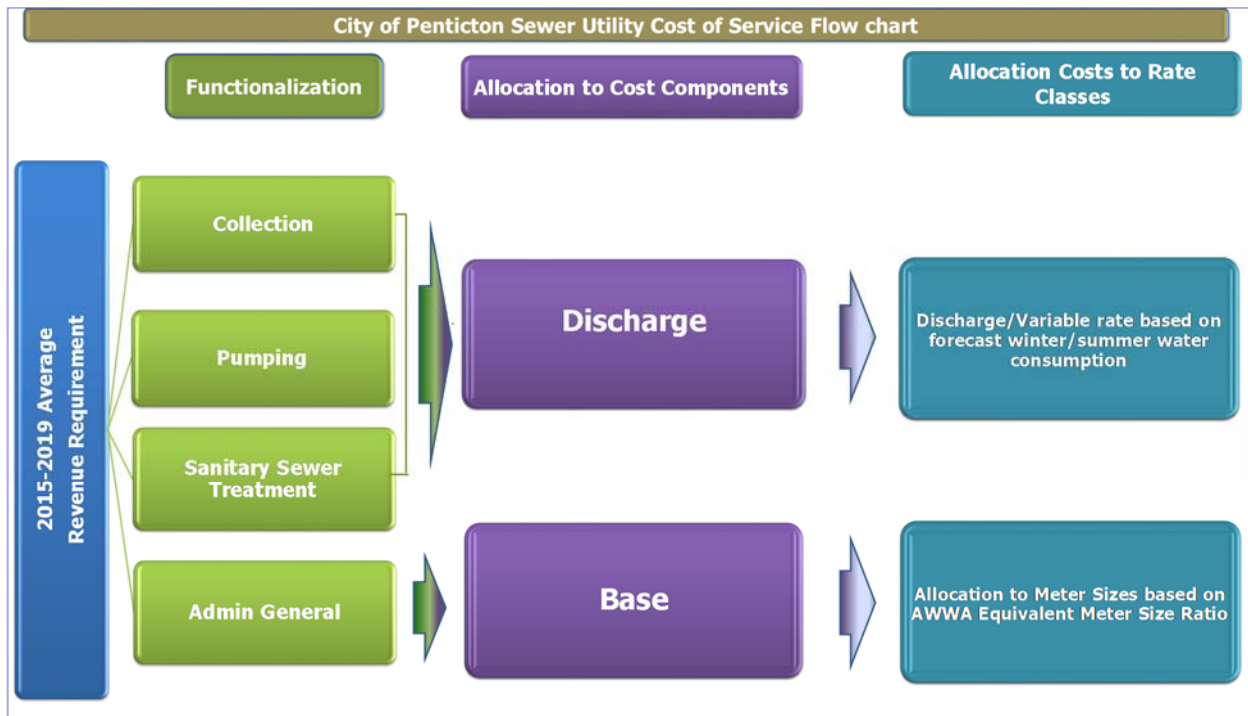 City of Penticton Sewer Utility Cost of Service Flow chart
Functionalization
Allocation to Cost Components
Allocation Costs to Rate
Classes
2015-2019 Average
Revenue Requirement
Collection
Pumping
Sanitary Sewer
Treatment
Admin General
Discharge
Base
Discharge/Variable rate based on
forecast winter/summer water
consumption
Allocation to Meter Sizes based on
AWWA Equivalent Meter Size Ratio